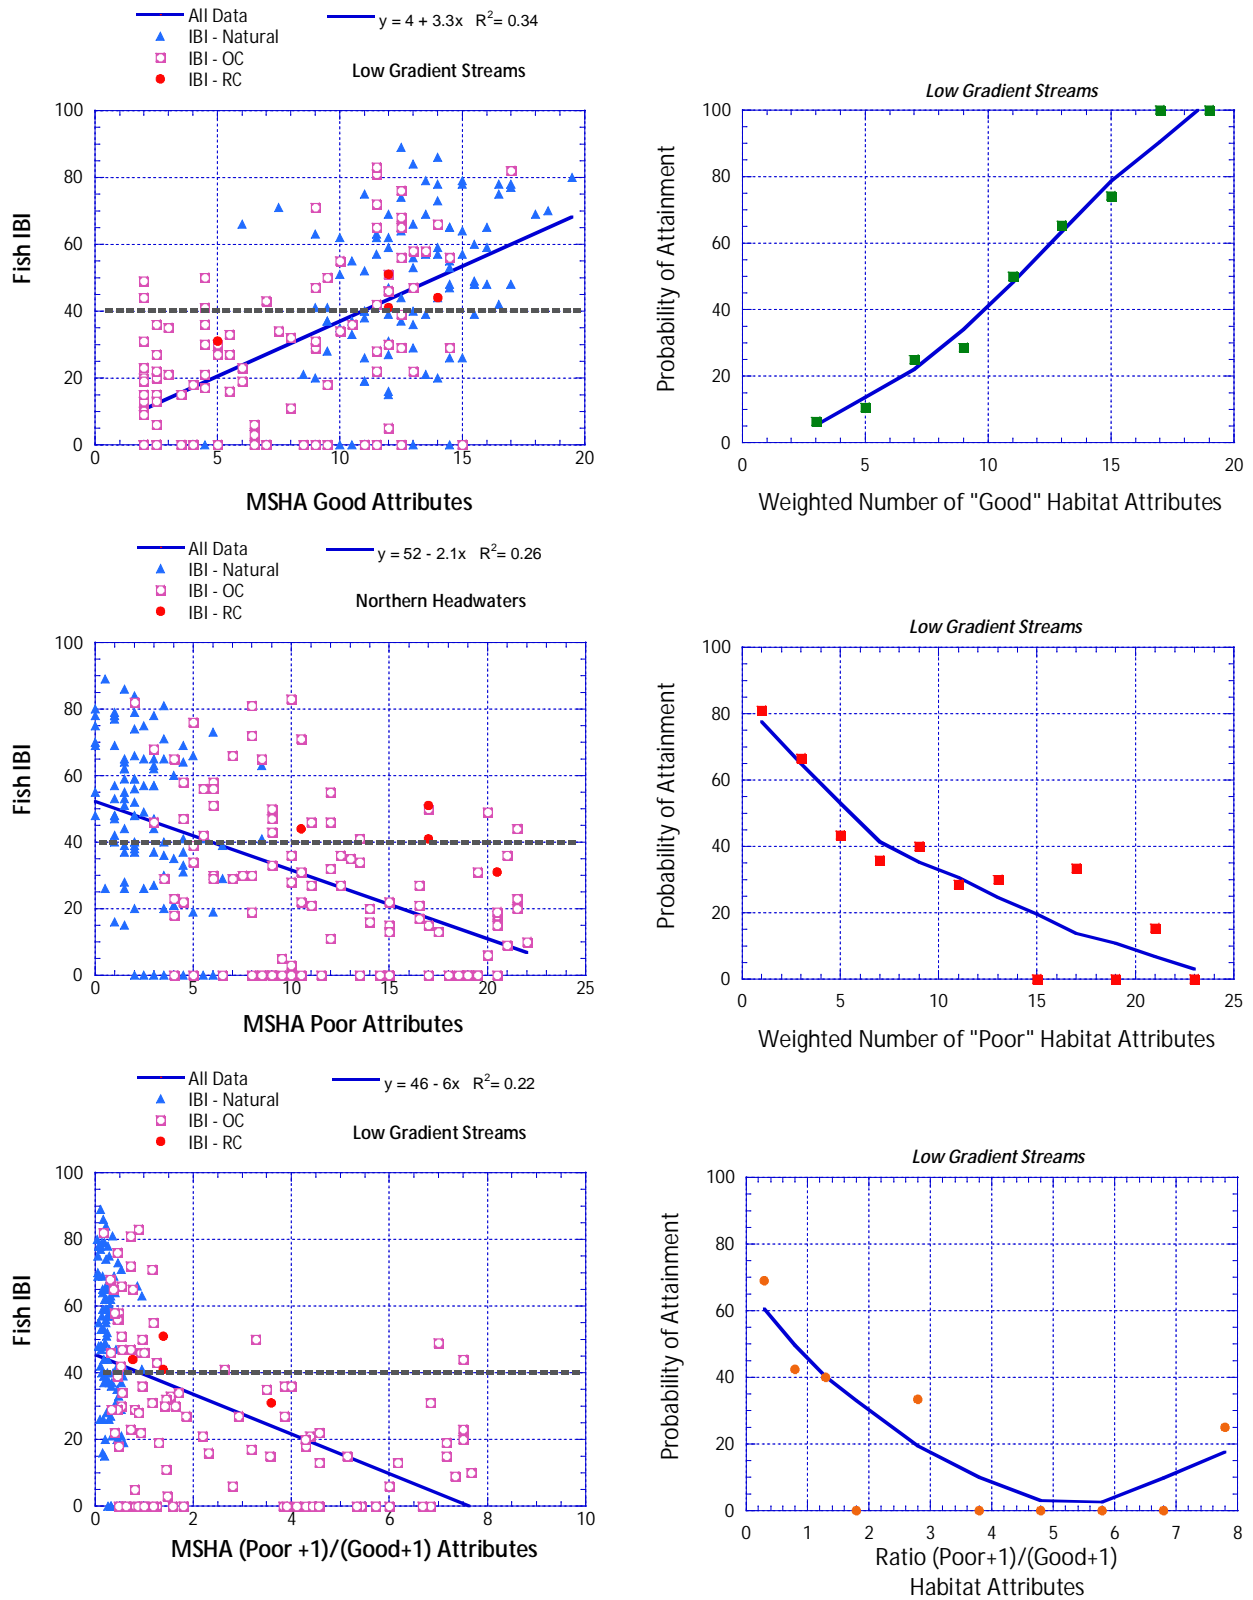 All Data
y = 4 + 3.3x R²= 0.34
IBI - Natural
IBI - OC
IBI - RC
Low Gradient Streams
Fish IBI
100
80
60
40
20
0
0 5 10 15 20
MSHA Good Attributes
Low Gradient Streams
Probability of Attainment
100
80
60
40
20
0
0 5 10 15 20
Weighted Number of "Good" Habitat Attributes
All Data
y = 52 - 2.1x R²= 0.26
IBI - Natural
IBI - OC
IBI - RC
Northern Headwaters
Fish IBI
100
80
60
40
20
0
0 5 10 15 20 25
MSHA Poor Attributes
Low Gradient Streams
Probability of Attainment
100
80
60
40
20
0
0 5 10 15 20 25
Weighted Number of "Poor" Habitat Attributes
All Data
y = 46 - 6x R²= 0.22
IBI - Natural
IBI - OC
IBI - RC
Low Gradient Streams
Fish IBI
100
80
60
40
20
0
0 2 4 6 8 10
MSHA (Poor +1)/(Good+1) Attributes
Low Gradient Streams
Probability of Attainment
100
80
60
40
20
0
0 1 2 3 4 5 6 7 8
Ratio (Poor+1)/(Good+1)
Habitat Attributes